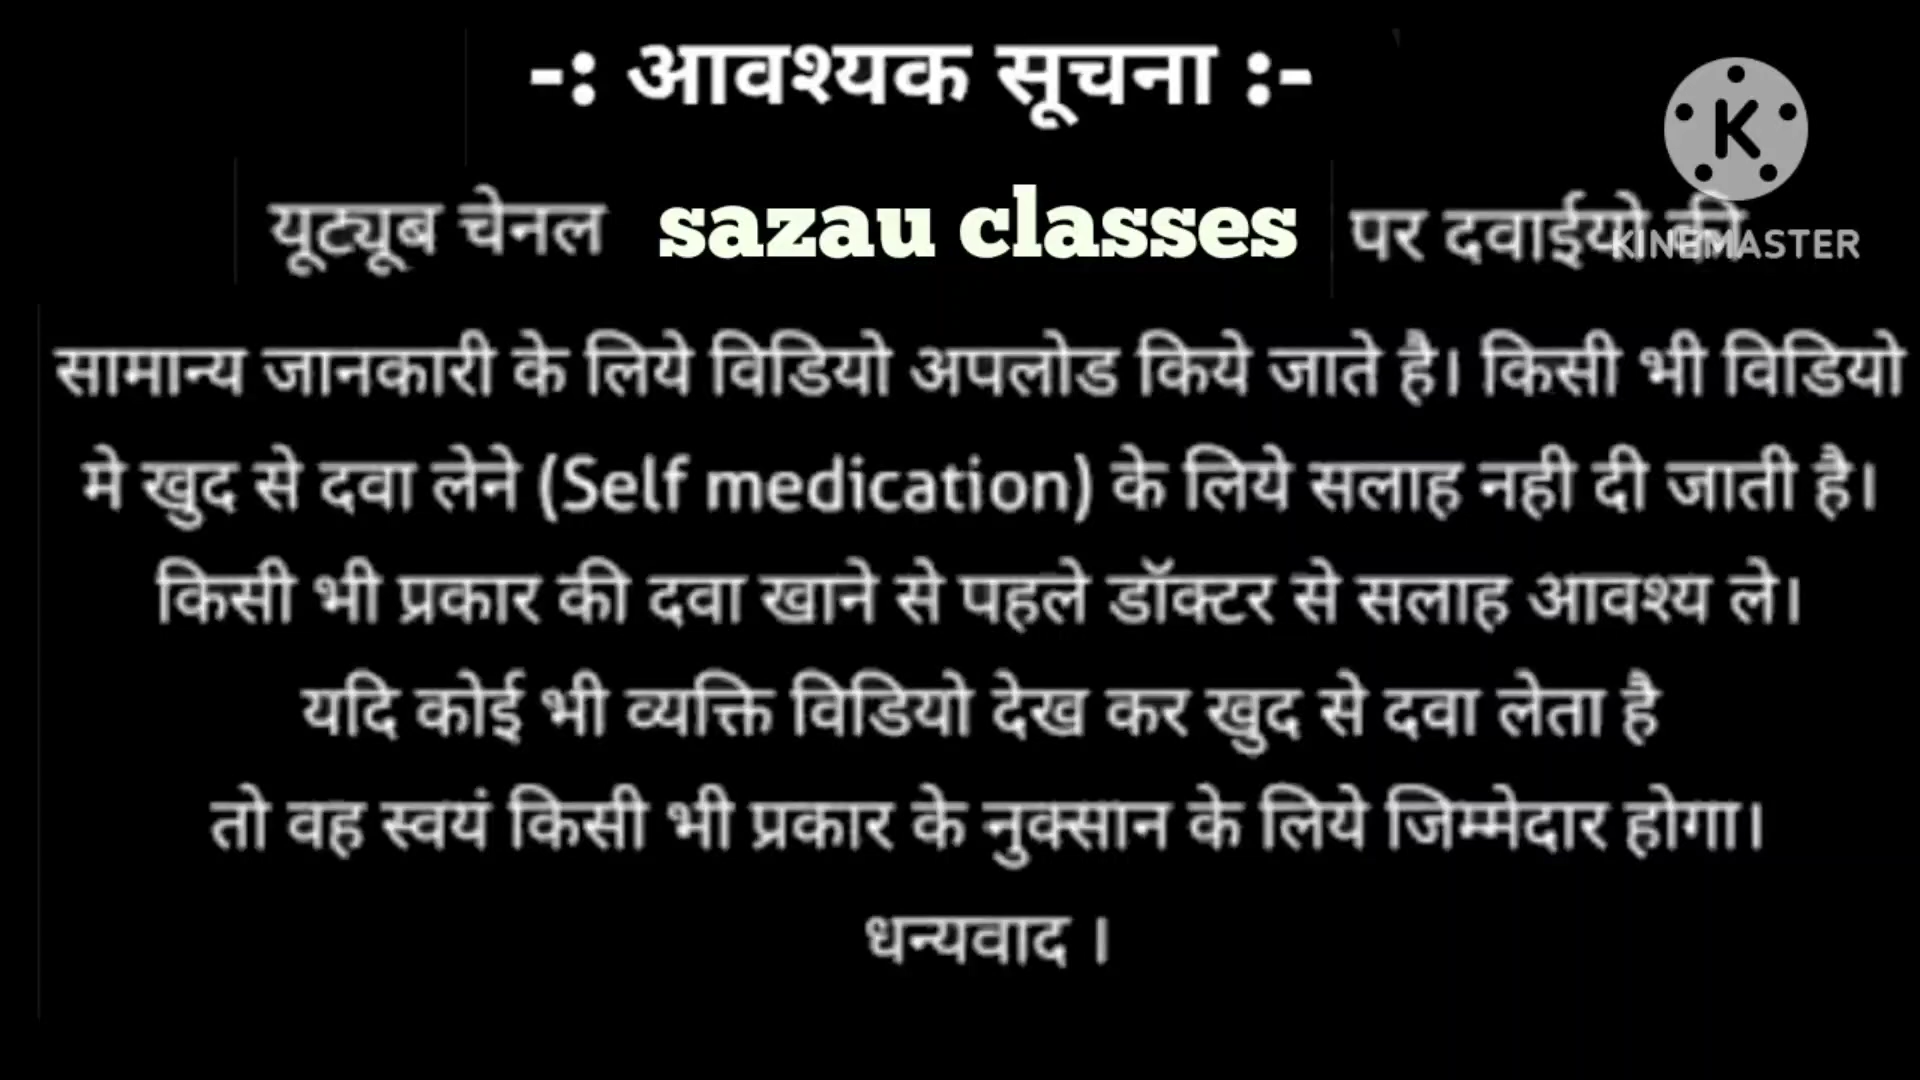 -: आवश्यक सूचना :-
यूट्यूब चेनल sazau classes पर दवाईयो की
सामान्य जानकारी के लिये विडियो अपलोड किये जाते है। किसी भी विडियो
मे खुद से दवा लेने (Self medication) के लिये सलाह नही दी जाती है।
किसी भी प्रकार की दवा खाने से पहले डॉक्टर से सलाह आवश्य ले।
यदि कोई भी व्यक्ति विडियो देख कर खुद से दवा लेता है
तो वह स्वयं किसी भी प्रकार के नुक्सान के लिये जिम्मेदार होगा।
धन्यवाद ।
K
KINEMASTER